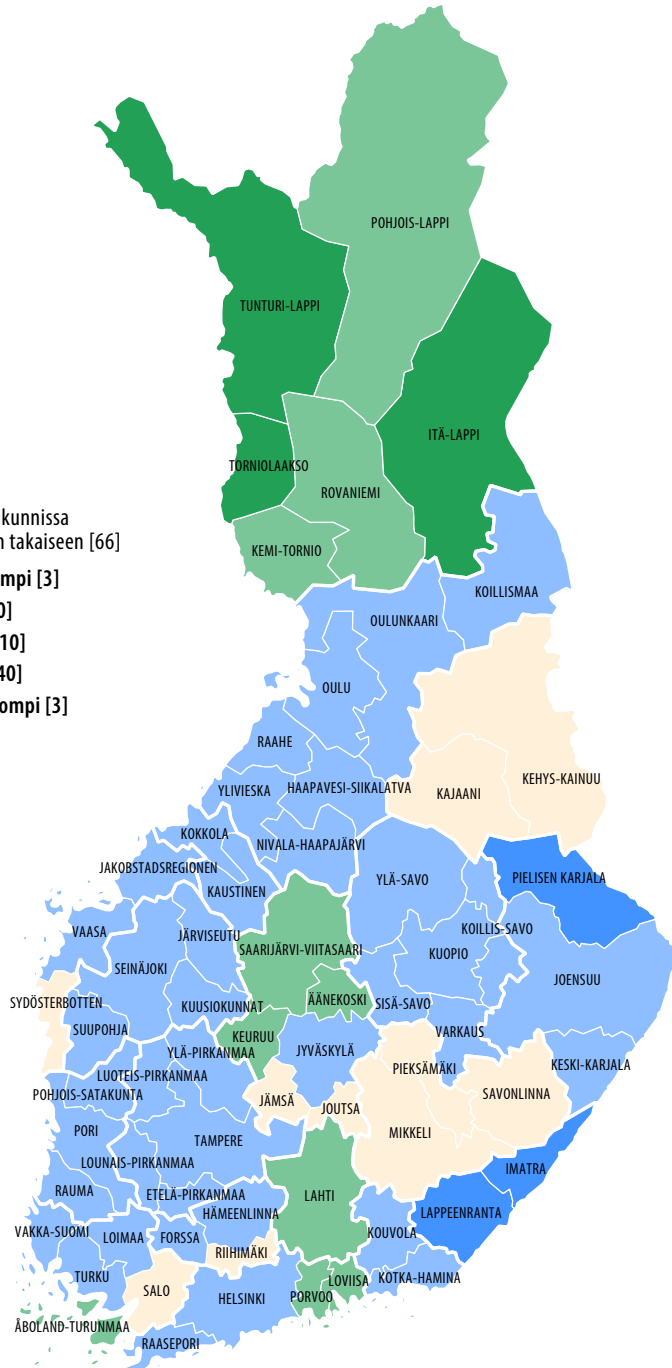 POHJOIS-LAPPI
TUNTURI-LAPPI
ITÄ-LAPPI
TORNIOLAAKSO
ROVANIEMI
kunnissa
n takaiseen [66]
KEMI-TORNIO
mpi [3]
KOILLISMAA
0]
OULUNKAARI
10]
40]
OULU
ompi [3]
RAAHE
KEHYS-KAINUU
YLIVIESKA
HAAPAVESI-SIIKALATVA
KAJAANI
KOKKOLA
NIVALA-HAAPAJÄRVI
JAKOBSTADSREGIONEN
YLÄ-SAVO
PIELISEN KARJALA
KAUSTINEN
VAASA
JÄRVISEUTU
KOILLIS-SAVO
SAARIJÄRVI-VIITASAARI
KUOPIO
SEINÄJOKI
JOENSUU
SYDÖSTERBOTTEN
KUUSIOKUNNAT
ÄÄNEKOSKI
SISÄ-SAVO
SUUPOHJA
KEURUU
VARKAUS
YLÄ-PIRKANMAA
JYVÄSKYLÄ
PIEKSÄMÄKI
KESKI-KARJALA
LUOTEIS-PIRKANMAA
POHJOIS-SATAKUNTA
JÄMSÄ
JOUTSA
SAVONLINNA
PORI
TAMPERE
MIKKELI
LOUNAIS-PIRKANMAA
IMATRA
RAUMA
ETELÄ-PIRKANMAA
LAHTI
HÄMEENLINNA
LAPPEENRANTA
VAKKA-SUOMI
LOIMAA
FORSSA
KOUVOLA
RIIHIMÄKI
TURKU
SALO
HELSINKI
PORVOO
LOVIISA
KOTKA-HAMINA
ÅBOLAND-TURUNMAA
RAASEPORI